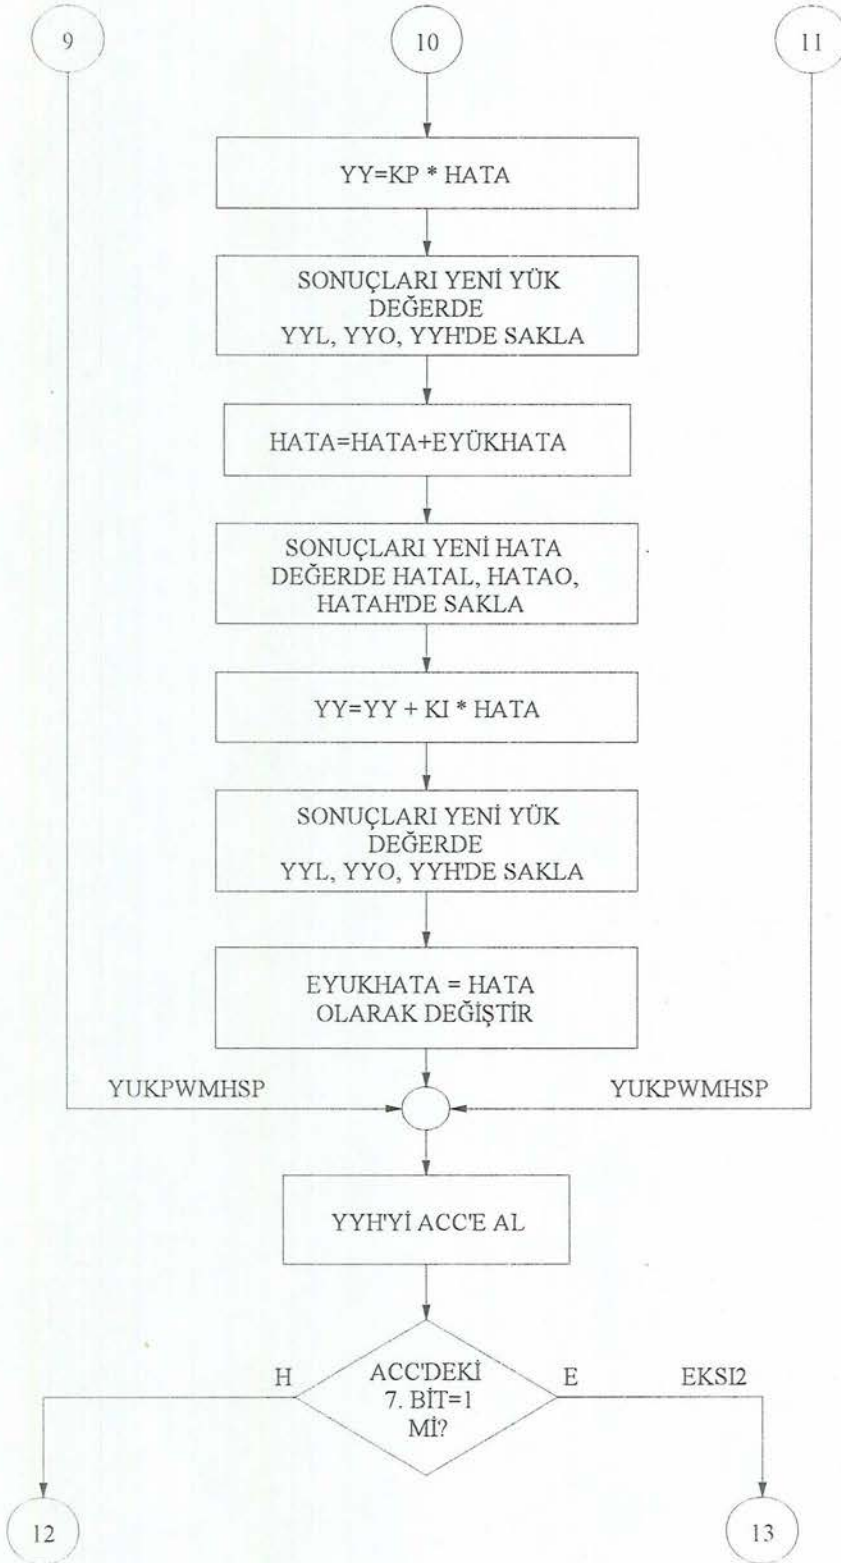 9
10
11
YY=KP * HATA
SONUÇLARI YENİ YÜK
DEĞERDE
YYL, YYO, YYH'DE SAKLA
HATA=HATA+EYÜKHATA
SONUÇLARI YENİ HATA
DEĞERDE HATAL, HATAO,
HATAH'DE SAKLA
YY=YY + KI * HATA
SONUÇLARI YENİ YÜK
DEĞERDE
YYL, YYO, YYH'DE SAKLA
EYUKHATA = HATA
OLARAK DEĞİŞTİR
YUKPWMHSP
YUKPWMHSP
YYH'Yİ ACC'E AL
H
ACC'DEKİ
7. BİT=1
Mİ?
E
EKSI2
12
13